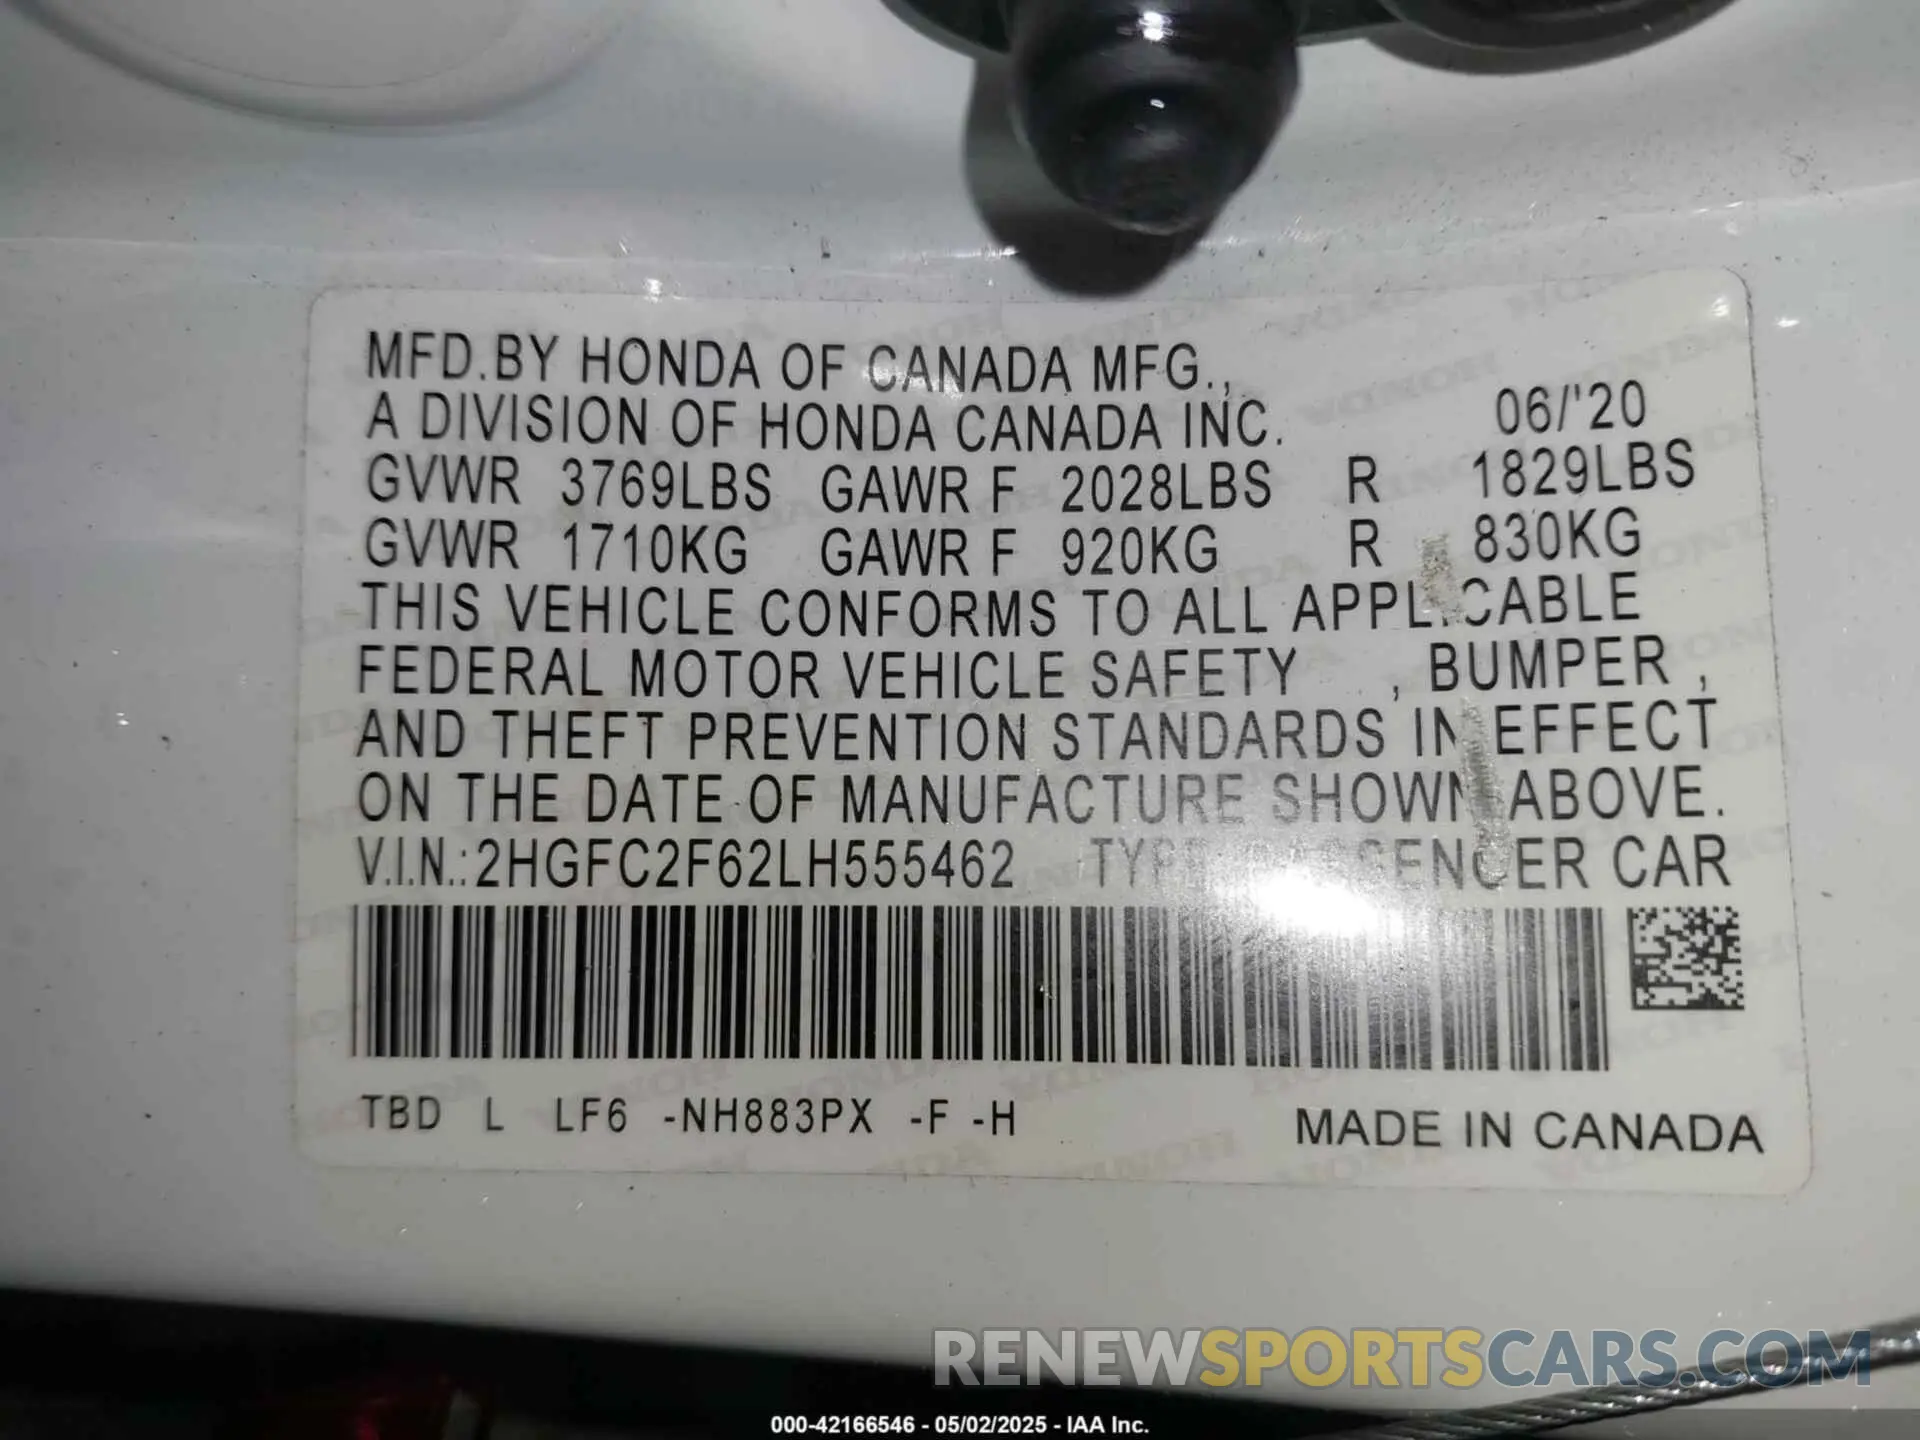 MFD.BY HONDA OF CANADA MFG.,
A DIVISION OF HONDA CANADA INC. 06/'20
GVWR 3769LBS GAWR F 2028LBS R 1829LBS
GVWR 1710KG GAWR F 920KG R 830KG
THIS VEHICLE CONFORMS TO ALL APPLICABLE
FEDERAL MOTOR VEHICLE SAFETY , BUMPER ,
AND THEFT PREVENTION STANDARDS IN EFFECT
ON THE DATE OF MANUFACTURE SHOWN ABOVE.
V.I.N.:2HGFC2F62LH555462 TYPE:PASSENGER CAR
TBD L LF6 -NH883PX -F -H MADE IN CANADA
RENEWSPORTSCARS.COM
000-42166546 - 05/02/2025 - IAA Inc.